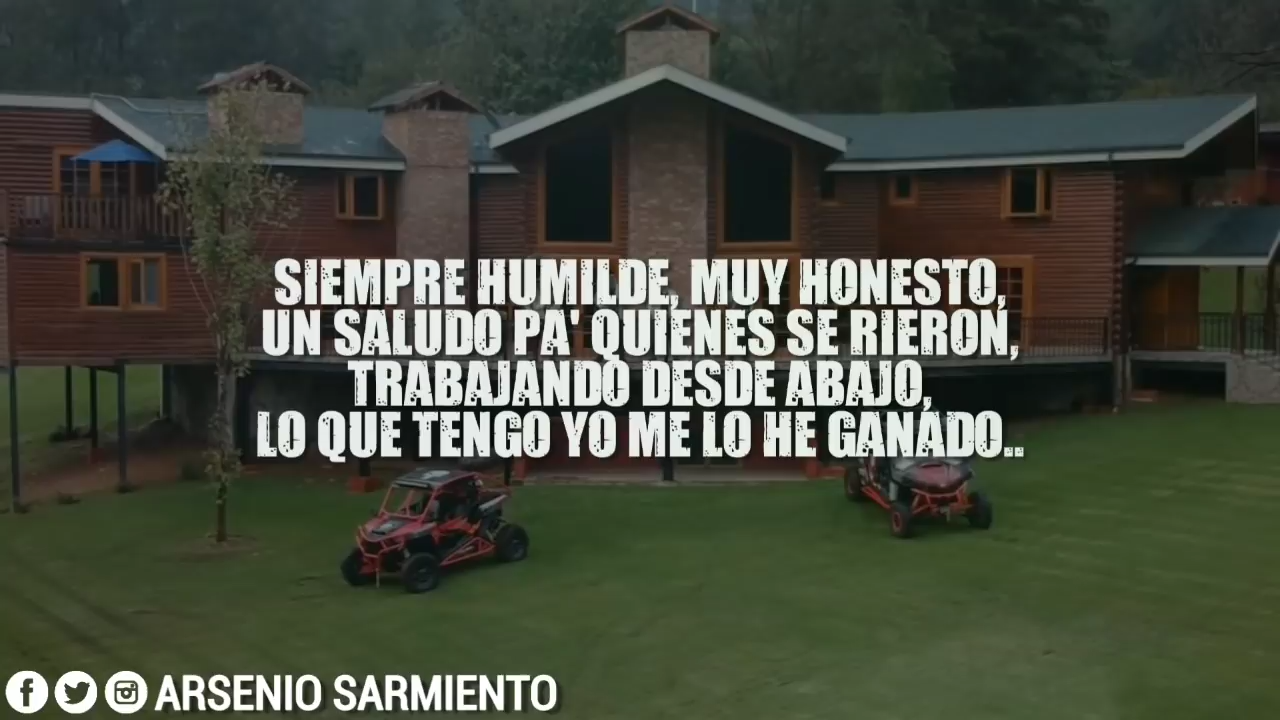 SIEMPRE HUMILDE, MUY HONESTO,
UN SALUDO PA' QUIENES SE RIERON,
TRABAJANDO DESDE ABAJO,
LO QUE TENGO YO ME LO HE GANADO..
ARSENIO SARMIENTO